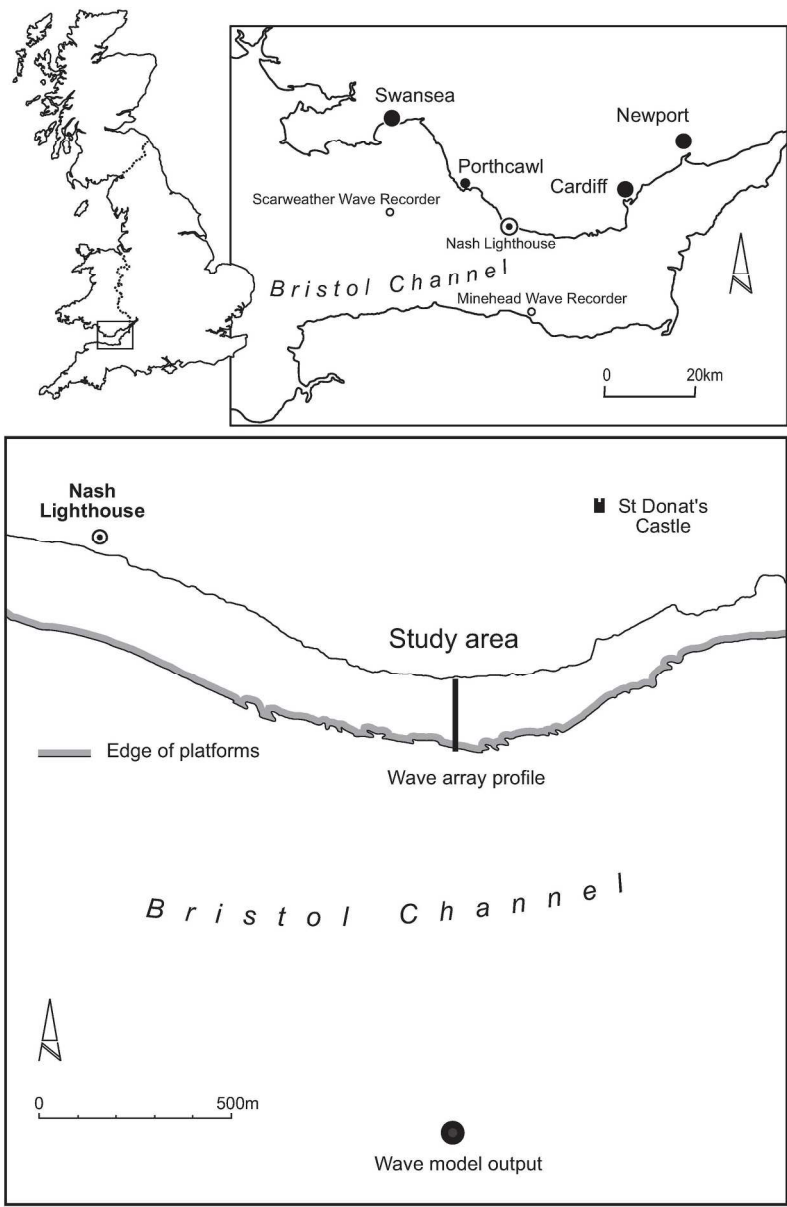 Swansea
Newport
Porthcawl
Cardiff
Scarweather Wave Recorder
Nash Lighthouse
Bristol Channel
Minehead Wave Recorder
N
0 20km
Nash
Lighthouse
St Donat's
Castle
Study area
Edge of platforms
Wave array profile
Bristol Channel
N
0 500m
Wave model output